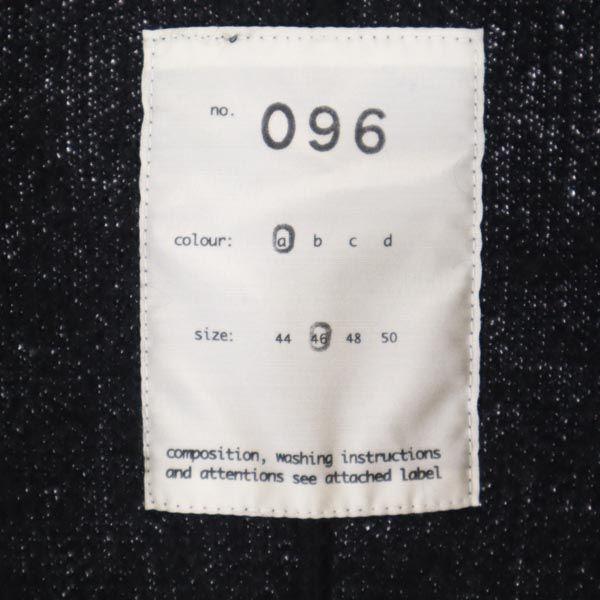 no. 096
colour: a b c d
size: 44 46 48 50
composition, washing instructions
and attentions see attached label